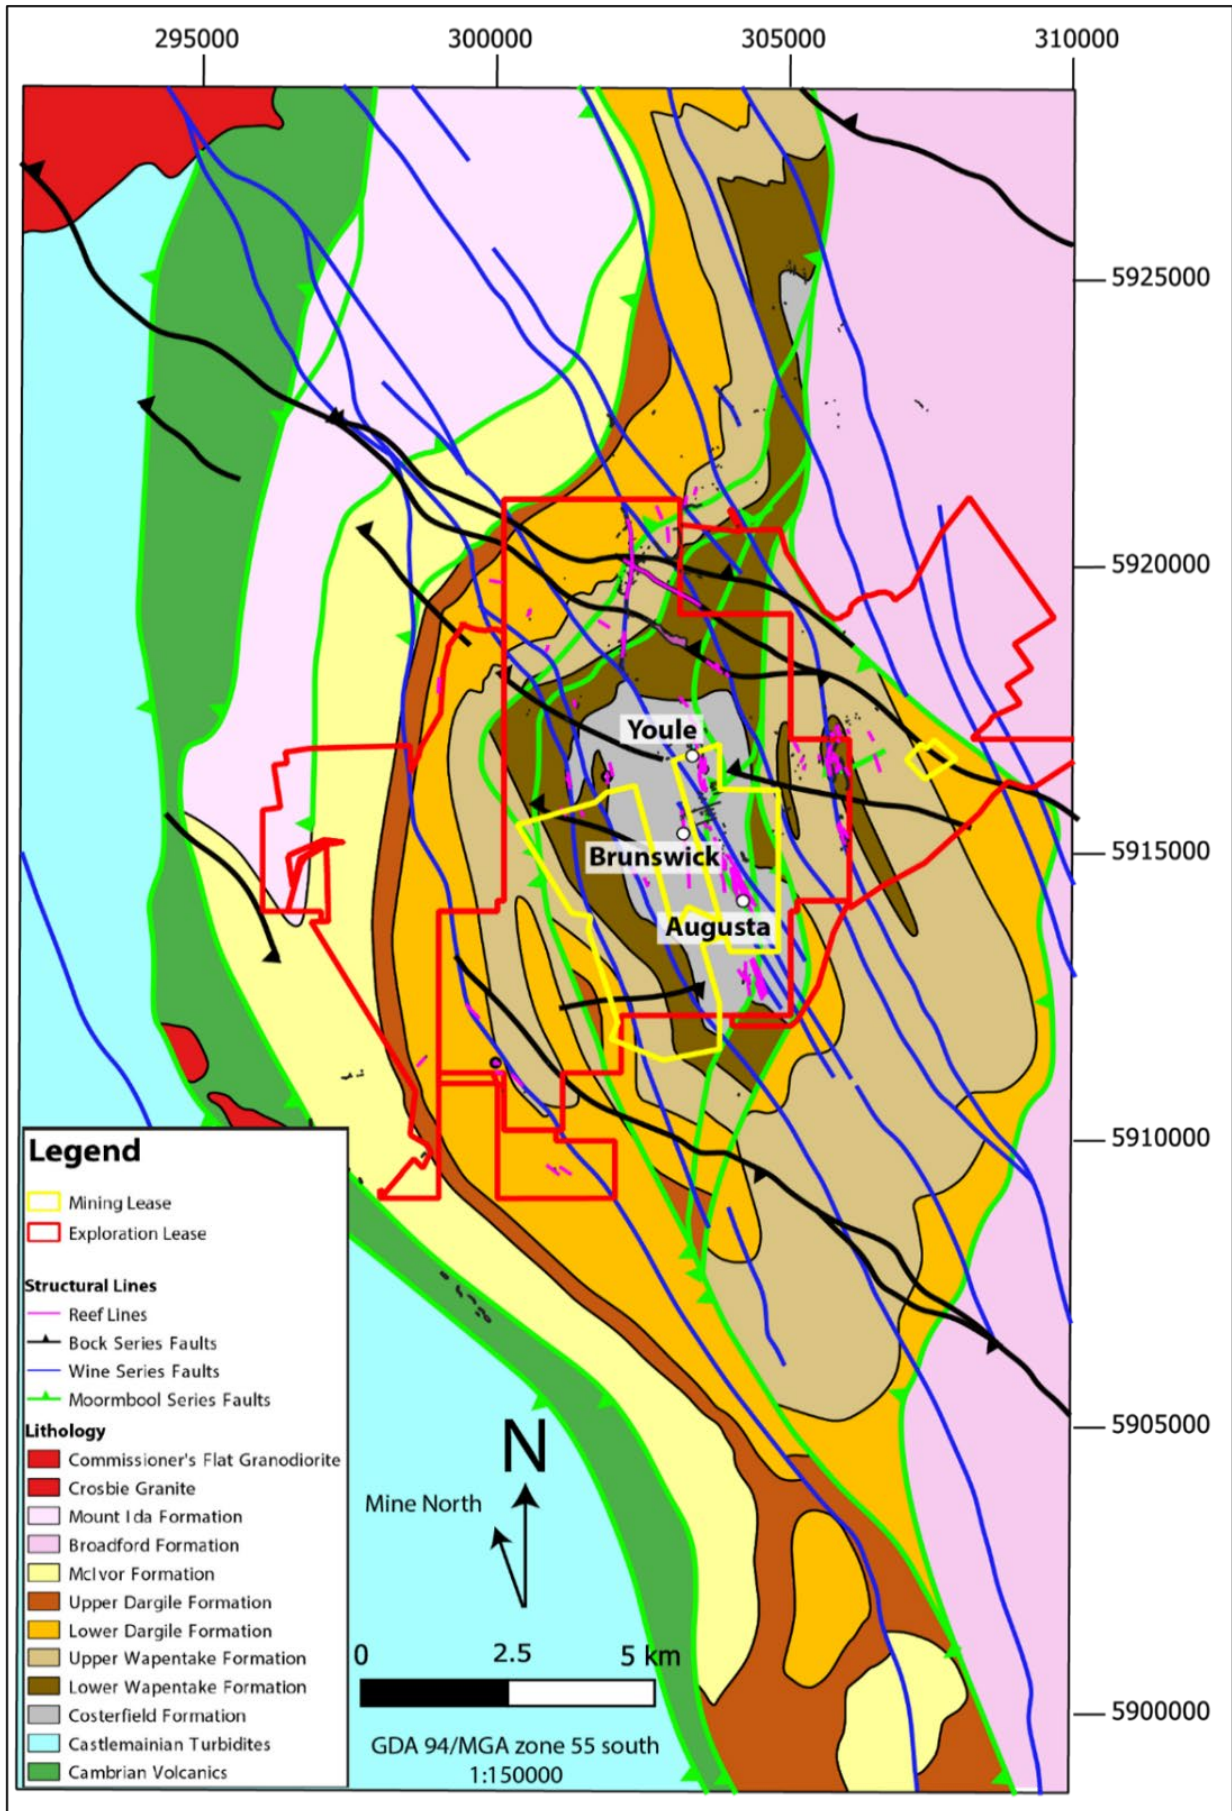 295000 300000 305000 310000
5925000
5920000
Youle
5915000
Brunswick
Augusta
5910000
Legend
Mining Lease
Exploration Lease
Structural Lines
Reef Lines
Bock Series Faults
Wine Series Faults
Moormbool Series Faults
5905000
Lithology
Commissioner's Flat Granodiorite
Crosbie Granite
Mount Ida Formation
Broadford Formation
McIvor Formation
Upper Dargile Formation
Lower Dargile Formation
Upper Wapentake Formation
Lower Wapentake Formation
Costerfield Formation
Castlemainian Turbidites
Cambrian Volcanics
N
Mine North
0 2.5 5 km
5900000
GDA 94/MGA zone 55 south
1:150000